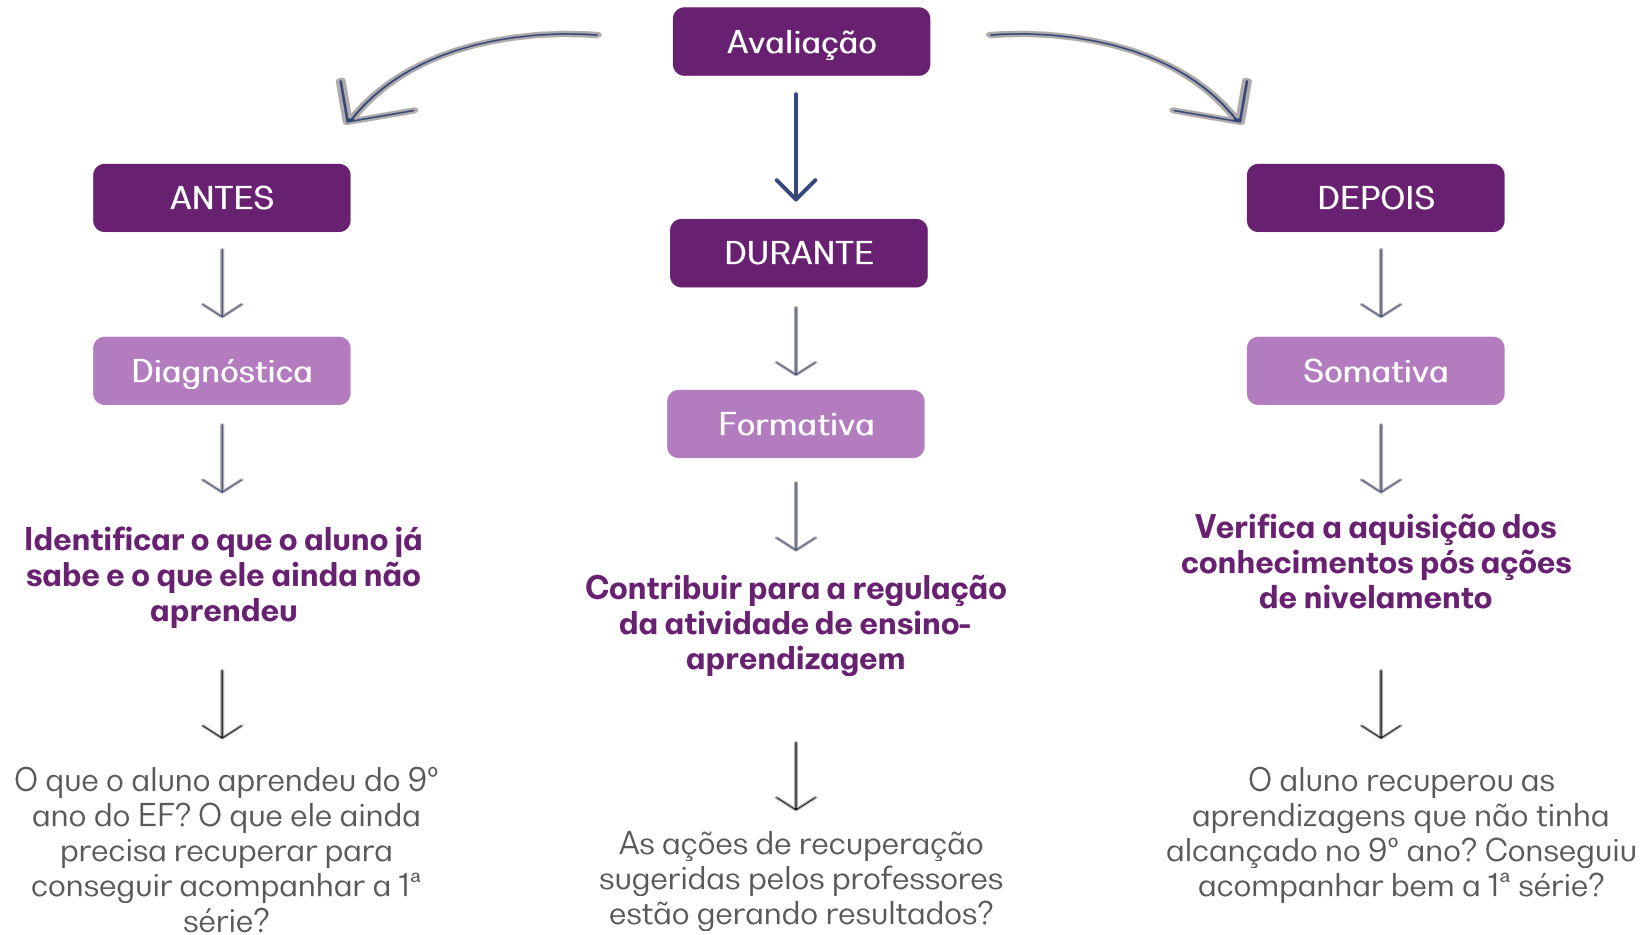 Avaliação
ANTES
Diagnóstica
Identificar o que o aluno já
sabe e o que ele ainda não
aprendeu
O que o aluno aprendeu do 9º
ano do EF? O que ele ainda
precisa recuperar para
conseguir acompanhar a 1ª
série?
DURANTE
Formativa
Contribuir para a regulação
da atividade de ensino-
aprendizagem
As ações de recuperação
sugeridas pelos professores
estão gerando resultados?
DEPOIS
Somativa
Verifica a aquisição dos
conhecimentos pós ações
de nivelamento
O aluno recuperou as
aprendizagens que não tinha
alcançado no 9º ano? Conseguiu
acompanhar bem a 1ª série?